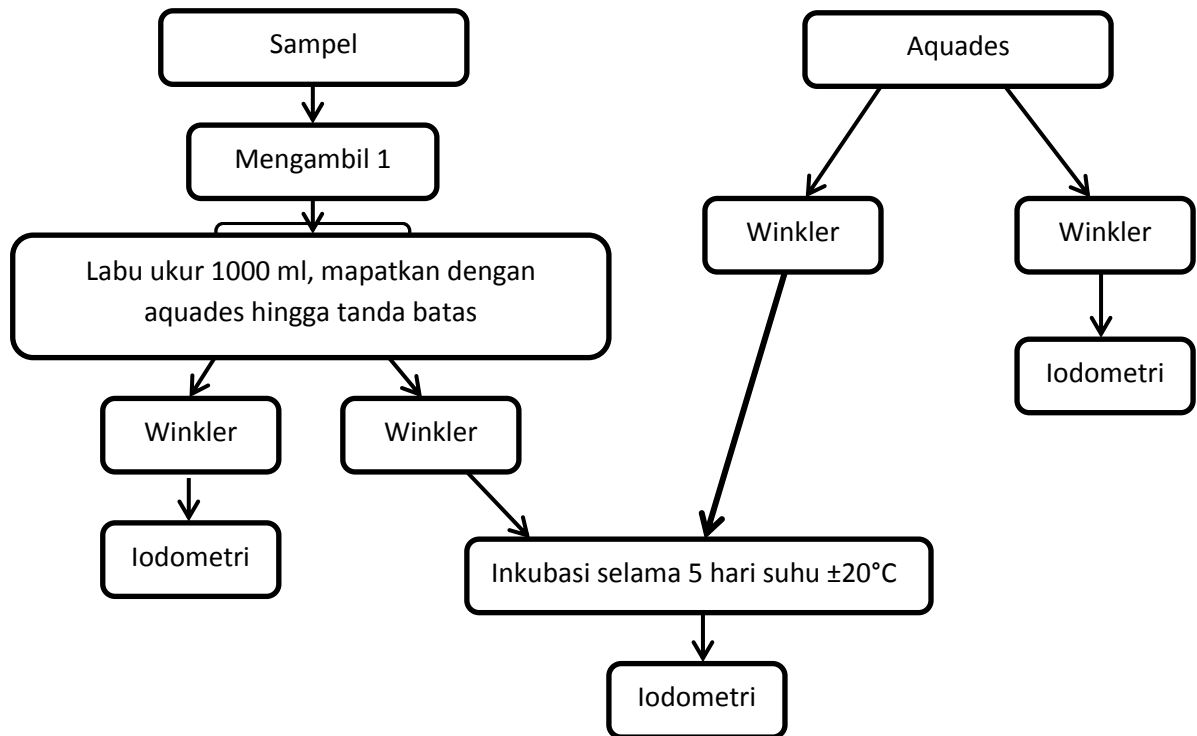 Sampel
Aquades
Mengambil 1
Winkler
Winkler
Labu ukur 1000 ml, mapatkan dengan
aquades hingga tanda batas
Iodometri
Winkler
Winkler
Iodometri
Inkubasi selama 5 hari suhu ±20°C
Iodometri